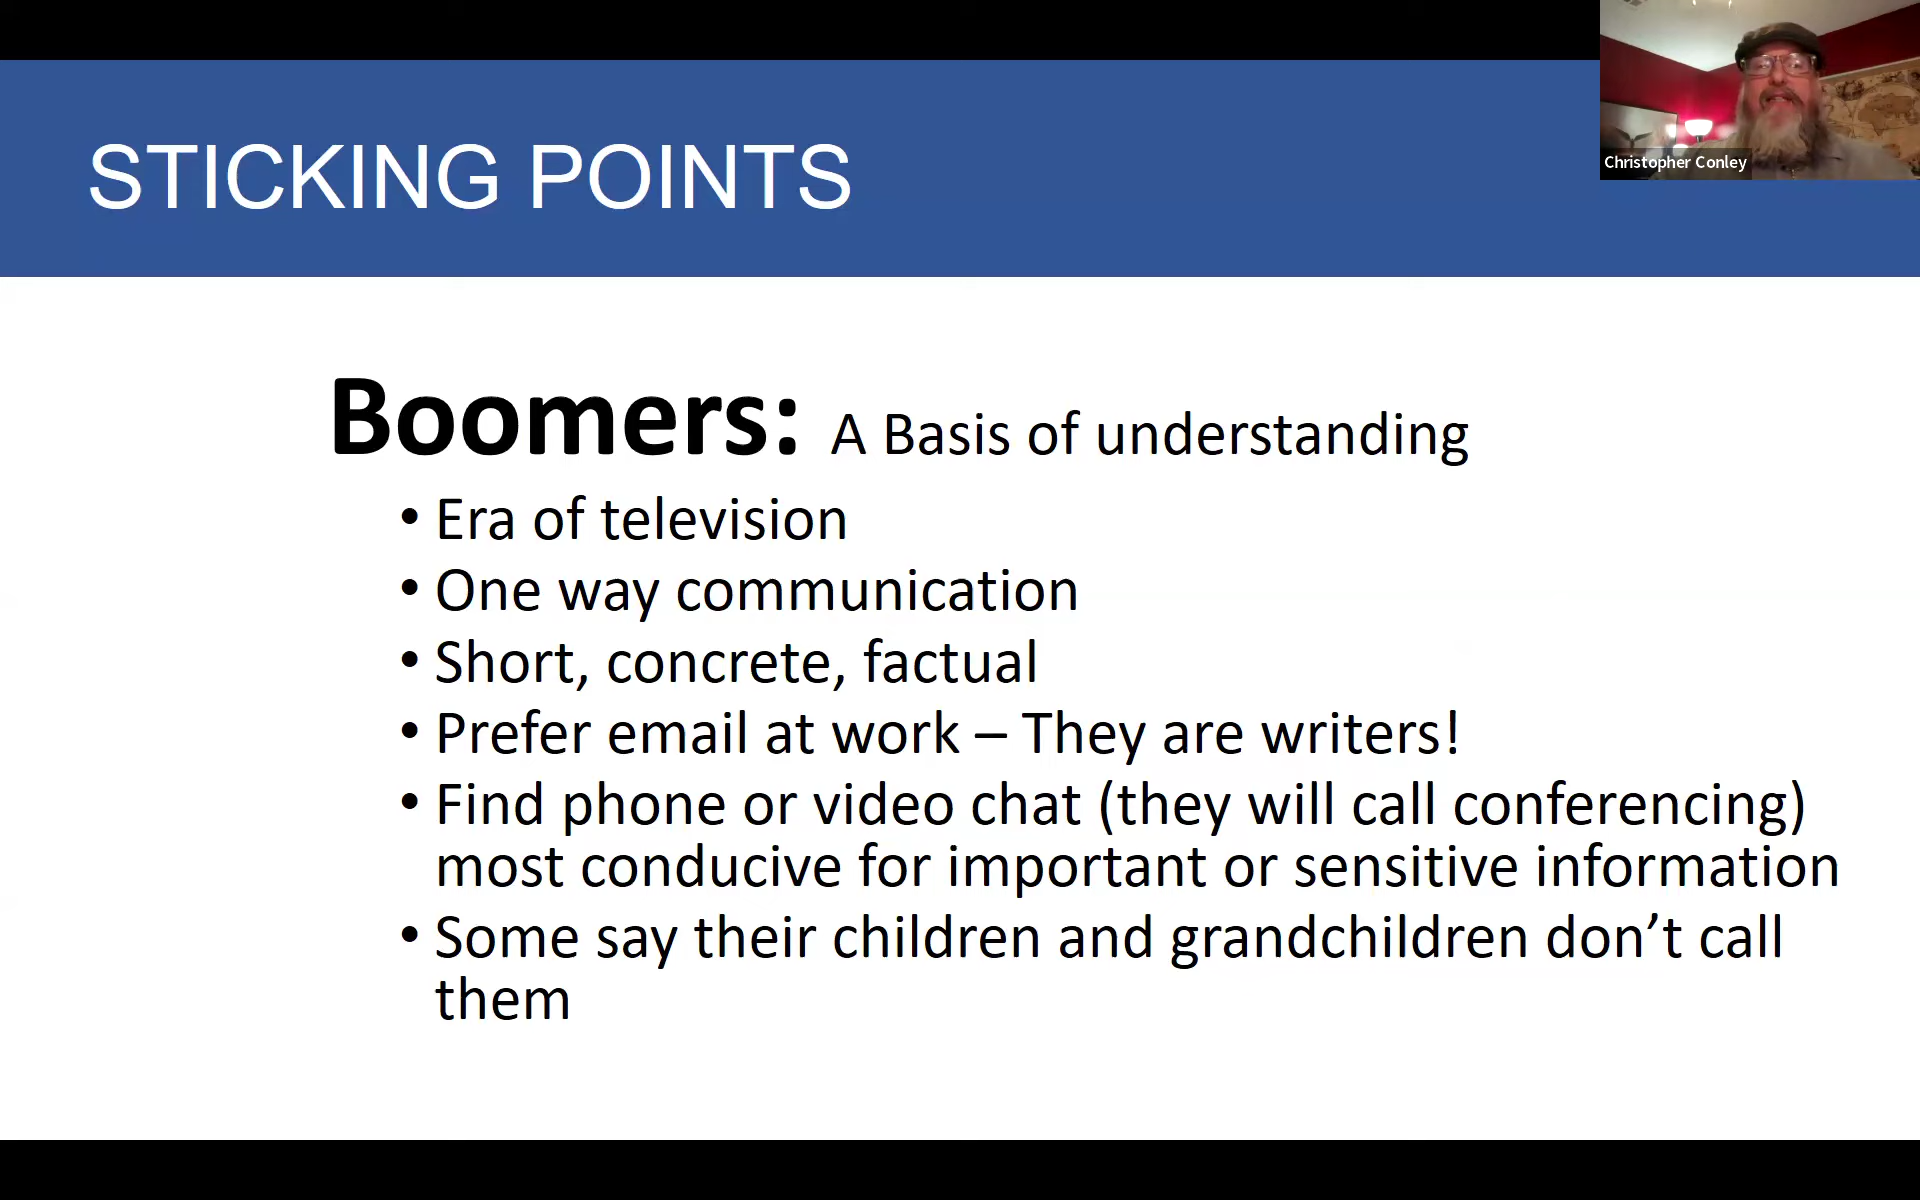 Christopher Conley
STICKING POINTS
Boomers: A Basis of understanding
• Era of television
• One way communication
• Short, concrete, factual
• Prefer email at work – They are writers!
• Find phone or video chat (they will call conferencing)
most conducive for important or sensitive information
• Some say their children and grandchildren don’t call
them